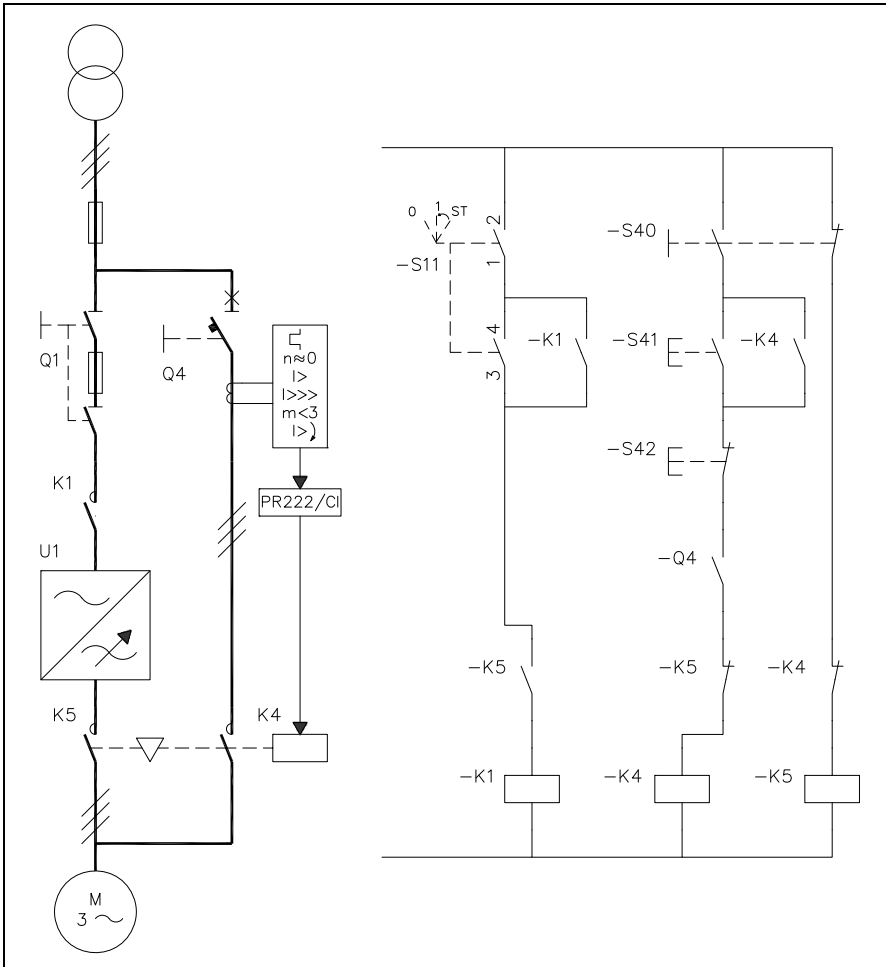 0 1 ST
2
-S11
1
-S40
Q1
Q4
n≈0
I>
I>>>
m<3
I>
4
-K1
3
-S41
-K4
-S42
K1
PR222/CI
U1
-Q4
-K5
-K5
-K4
K5
K4
-K1
-K4
-K5
M
3